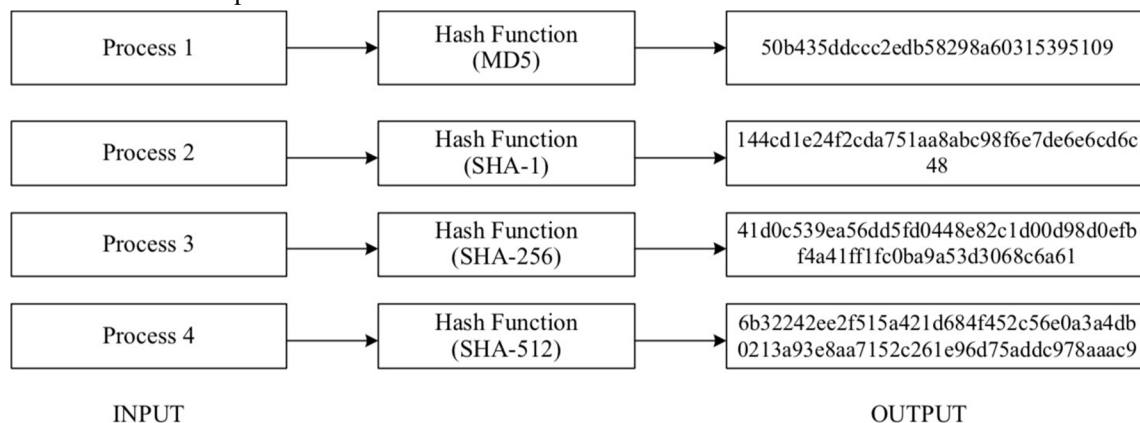 Process 1
Hash Function
(MD5)
50b435ddccc2edb58298a60315395109
Process 2
Hash Function
(SHA-1)
144cd1e24f2cda751aa8abc98f6e7de6e6cd6c
48
Process 3
Hash Function
(SHA-256)
41d0c539ea56dd5fd0448e82c1d00d98d0efb
f4a41ff1fc0ba9a53d3068c6a61
Process 4
Hash Function
(SHA-512)
6b32242ee2f515a421d684f452c56e0a3a4db
0213a93e8aa7152c261e96d75addc978aaac9
INPUT
OUTPUT